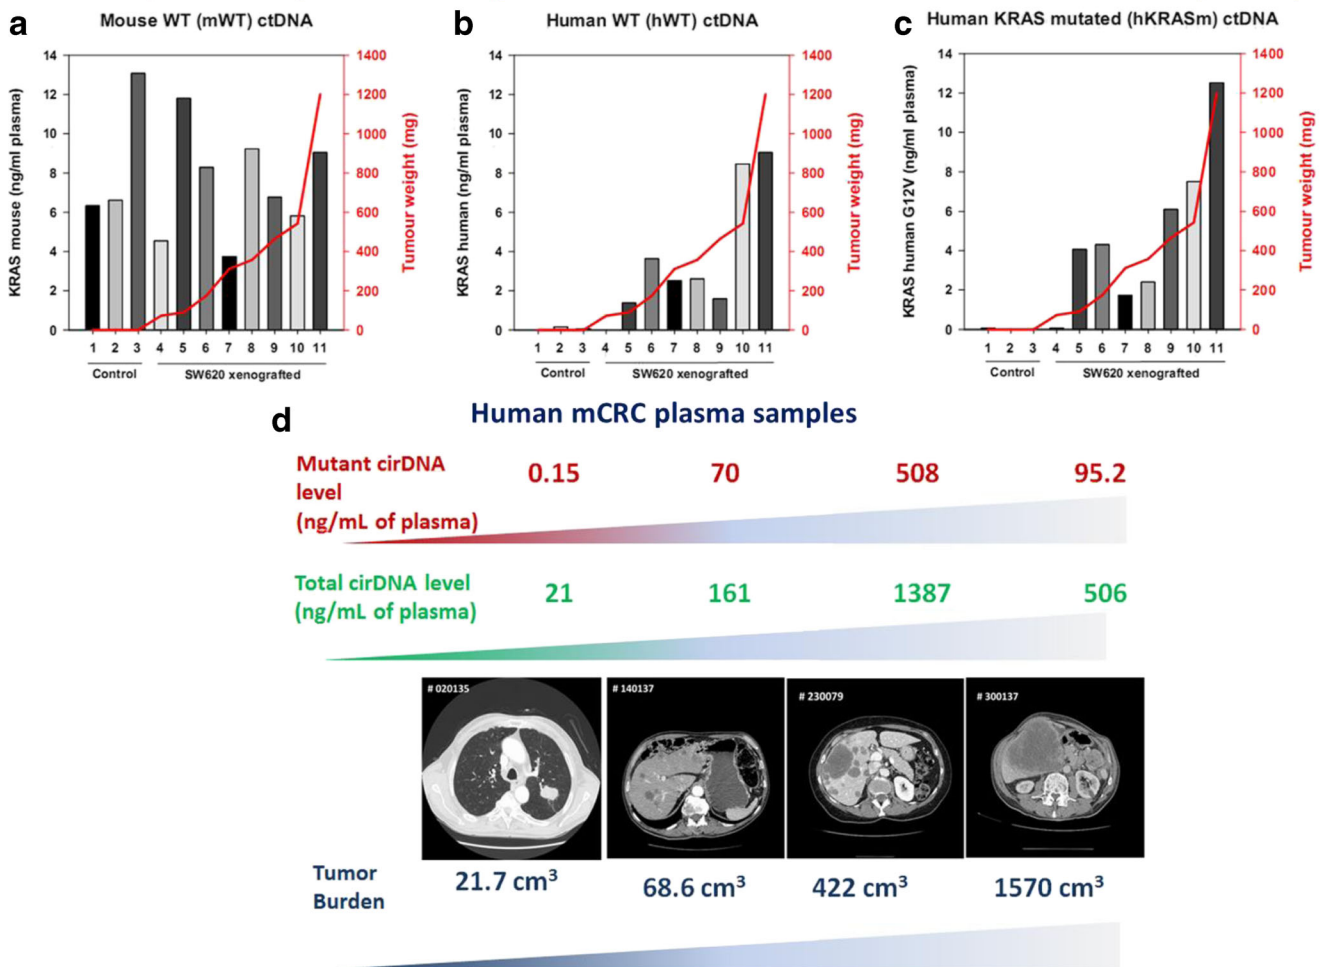 a
Mouse WT (mWT) ctDNA
KRAS mouse (ng/ml plasma)
14
12
10
8
6
4
2
0
1400
1200
1000
800
600
400
200
0
Tumour weight (mg)
1 2 3 4 5 6 7 8 9 10 11
Control SW620 xenografted
b
Human WT (hWT) ctDNA
KRAS human (ng/ml plasma)
14
12
10
8
6
4
2
0
1400
1200
1000
800
600
400
200
0
Tumour weight (mg)
1 2 3 4 5 6 7 8 9 10 11
Control SW620 xenografted
c
Human KRAS mutated (hKRASm) ctDNA
KRAS human G12V (ng/ml plasma)
14
12
10
8
6
4
2
0
1400
1200
1000
800
600
400
200
0
Tumour weight (mg)
1 2 3 4 5 6 7 8 9 10 11
Control SW620 xenografted
d
Human mCRC plasma samples
Mutant cirDNA
level
(ng/mL of plasma)
0.15 70 508 95.2
Total cirDNA level
(ng/mL of plasma)
21 161 1387 506
# 020135
# 140137
# 230079
# 300137
Tumor
Burden
21.7 cm³ 68.6 cm³ 422 cm³ 1570 cm³